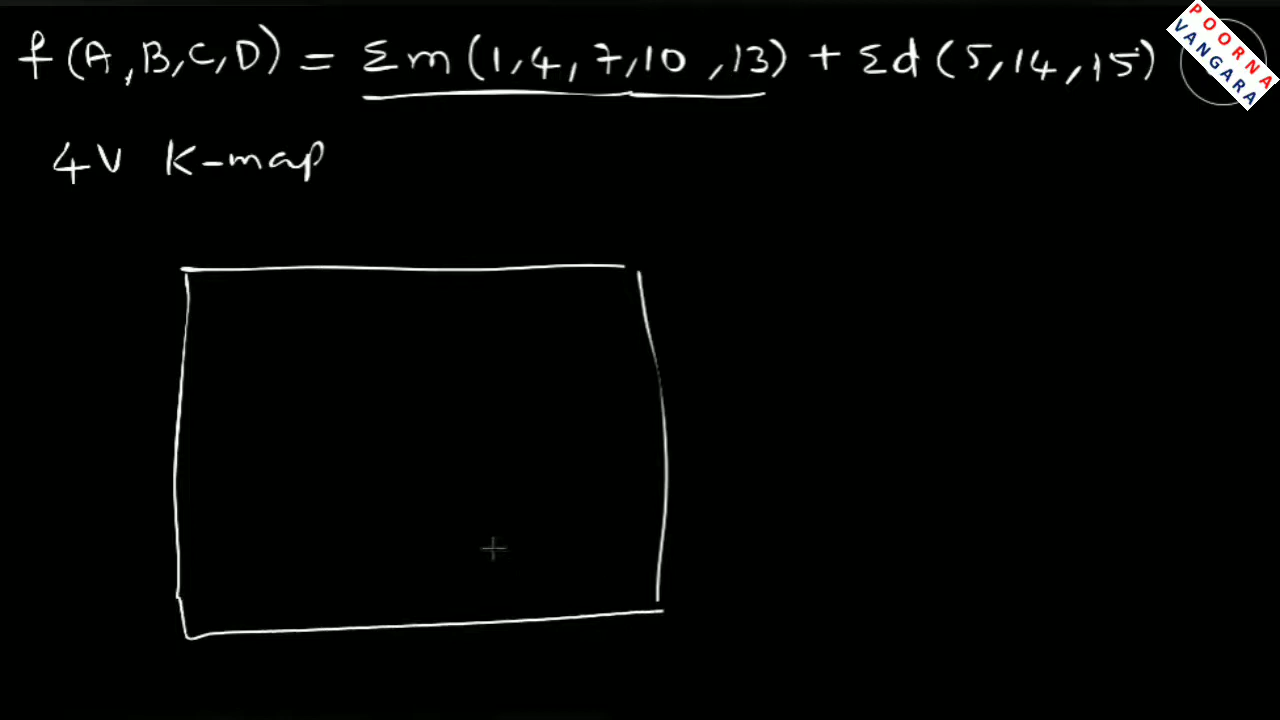 f(A,B,C,D) = Σm(1,4,7,10,13) + Σd(5,14,15)
POORNA
VANGARA
4V K-map